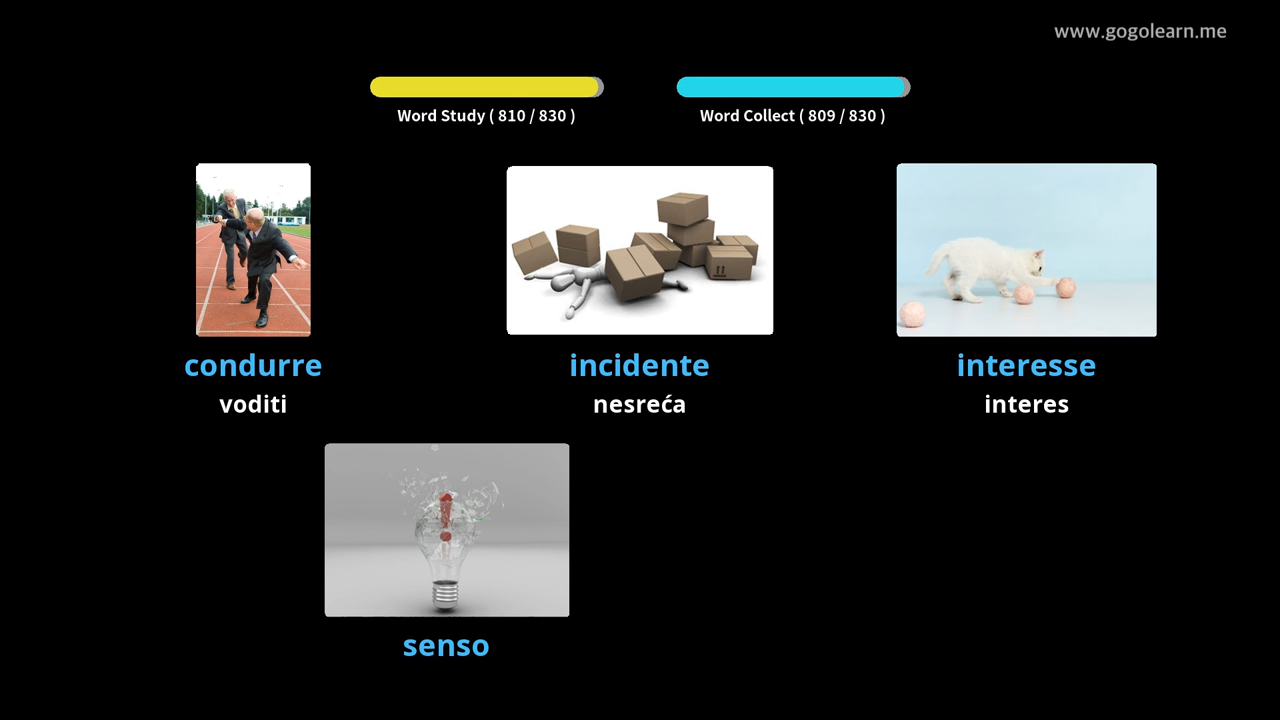 www.gogolearn.me
Word Study ( 810 / 830 )
Word Collect ( 809 / 830 )
condurre
voditi
incidente
nesreća
interesse
interes
senso